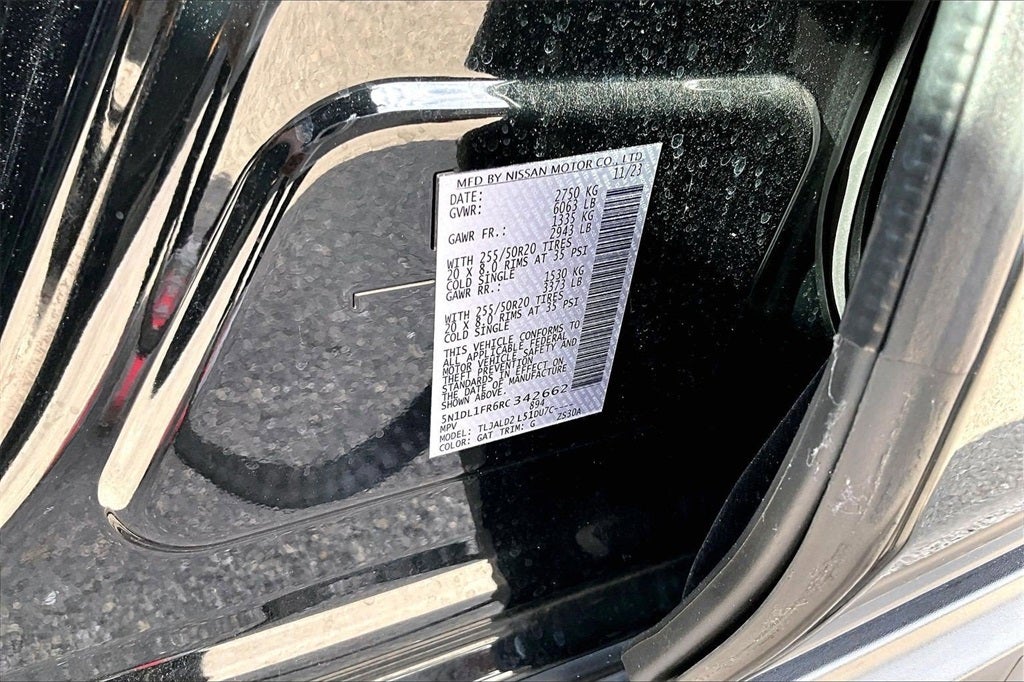 MFD BY NISSAN MOTOR CO., LTD
DATE: 11/23
GVWR: 2750 KG
6063 LB
GAWR FR.: 1335 KG
2943 LB
WITH 255/50R20 TIRES
20 X 8.0 RIMS AT 35 PSI
COLD SINGLE
GAWR RR.: 1530 KG
3373 LB
WITH 255/50R20 TIRES
20 X 8.0 RIMS AT 35 PSI
COLD SINGLE
THIS VEHICLE CONFORMS TO
ALL APPLICABLE FEDERAL
MOTOR VEHICLE SAFETY AND
THEFT PREVENTION
STANDARDS IN EFFECT ON
THE DATE OF MANUFACTURE
SHOWN ABOVE.
5N1DL1FR6RC342662
MPV 894
MODEL: TLJALD2 L51DU7C----
COLOR: GAT TRIM: G ZS30A